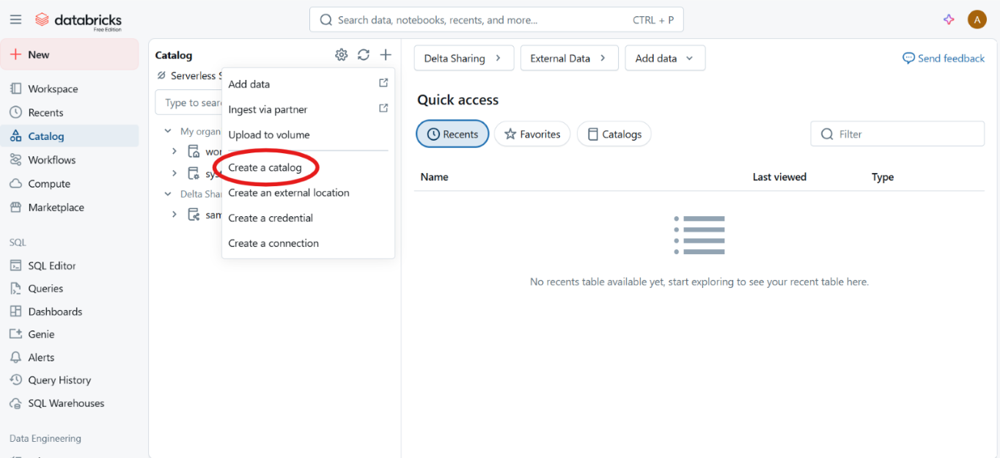 databricks
Free Edition
Search data, notebooks, recents, and more...
CTRL + P
A
New
Workspace
Recents
Catalog
Workflows
Compute
Marketplace
SQL
SQL Editor
Queries
Dashboards
Genie
Alerts
Query History
SQL Warehouses
Data Engineering
Catalog
Serverless S
Type to sear
My organ
wor
sys
Delta Shar
sam
Add data
Ingest via partner
Upload to volume
Create a catalog
Create an external location
Create a credential
Create a connection
Delta Sharing
External Data
Add data
Send feedback
Quick access
Recents
Favorites
Catalogs
Filter
Name Last viewed Type
No recents table available yet, start exploring to see your recent table here.